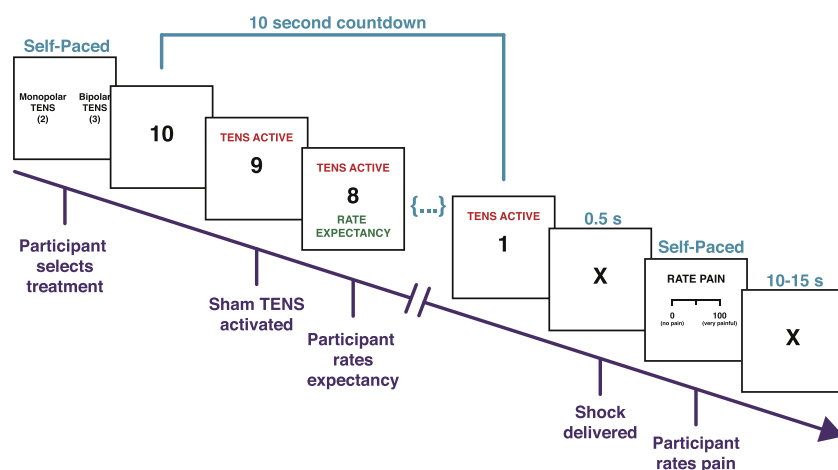 10 second countdown
Self-Paced
Monopolar
TENS
(2)
Bipolar
TENS
(3)
10
TENS ACTIVE
9
TENS ACTIVE
8
RATE
EXPECTANCY
{...}
TENS ACTIVE
1
0.5 s
X
Self-Paced
RATE PAIN
0
(no pain)
100
(very painful)
10-15 s
X
Participant
selects
treatment
Sham TENS
activated
Participant
rates
expectancy
Shock
delivered
Participant
rates pain